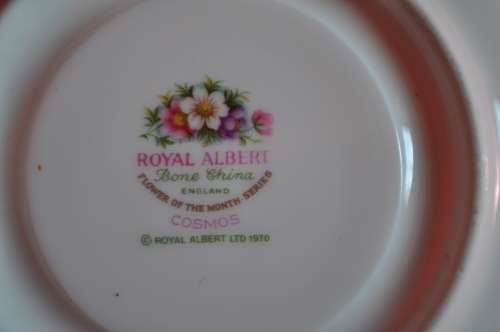 ROYAL ALBERT
Bone China
ENGLAND
FLOWER OF THE MONTH SERIES
COSMOS
© ROYAL ALBERT LTD 1970